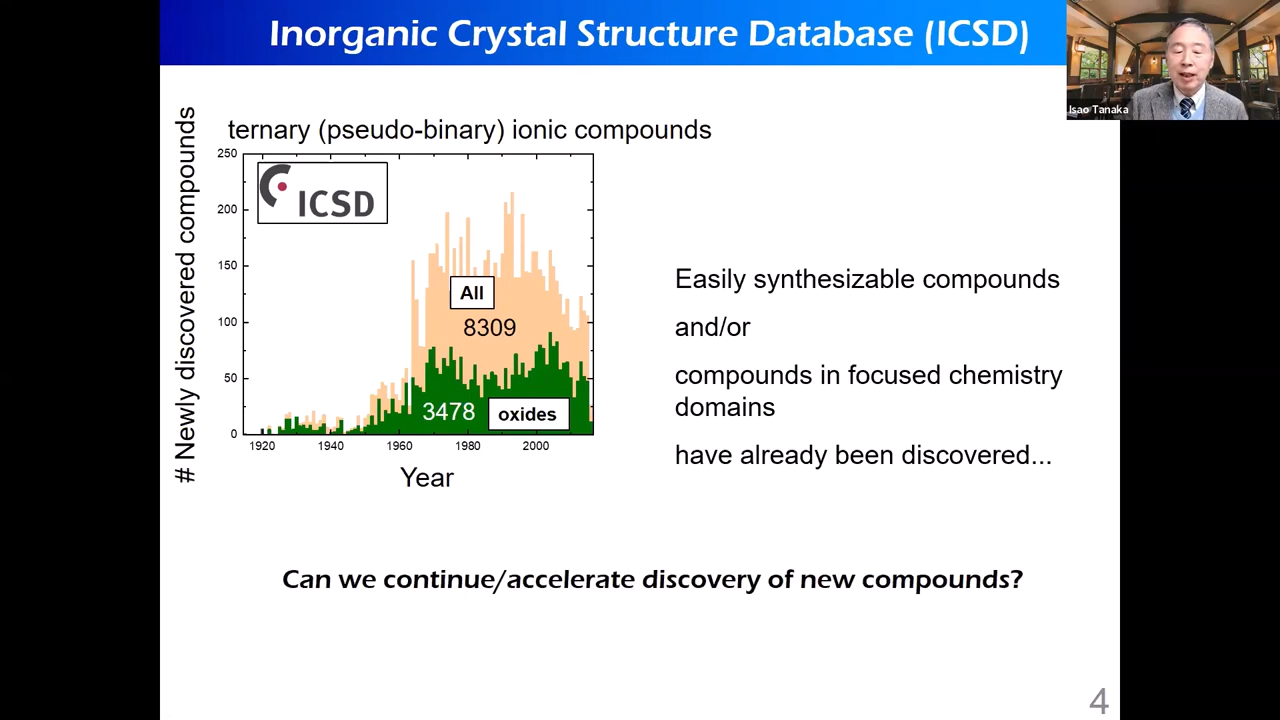 Inorganic Crystal Structure Database (ICSD)
Isao Tanaka
ternary (pseudo-binary) ionic compounds
# Newly discovered compounds
250
200
150
100
50
0
ICSD
All
8309
3478
oxides
1920 1940 1960 1980 2000
Year
Easily synthesizable compounds
and/or
compounds in focused chemistry
domains
have already been discovered...
Can we continue/accelerate discovery of new compounds?
4